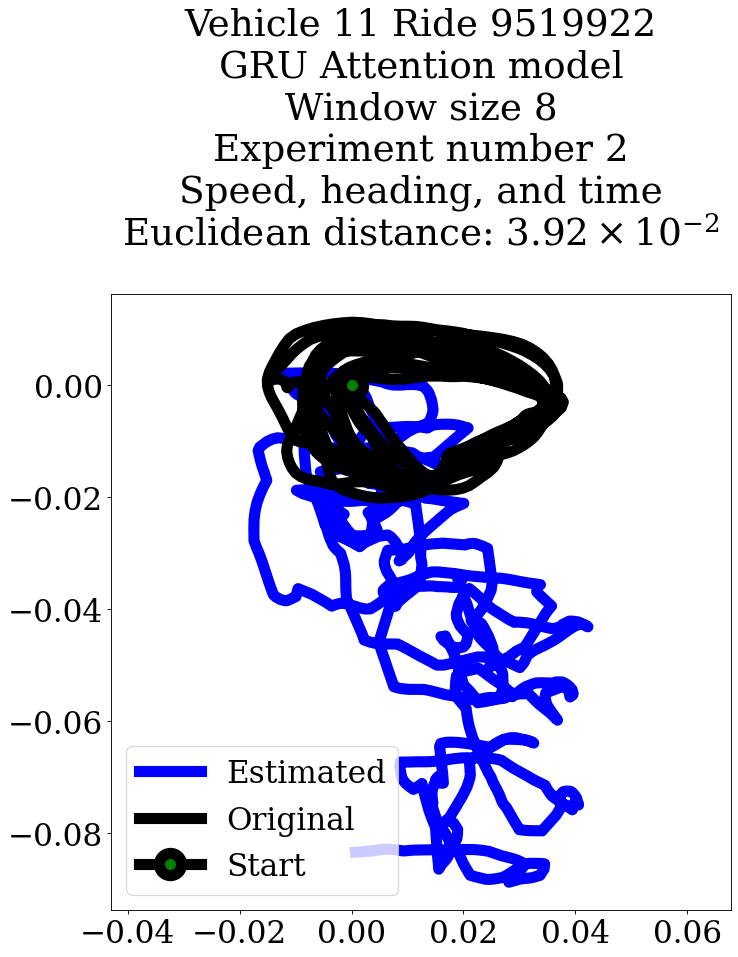 Vehicle 11 Ride 9519922
GRU Attention model
Window size 8
Experiment number 2
Speed, heading, and time
Euclidean distance: 3.92 × 10⁻²
0.00
−0.02
−0.04
−0.06
−0.08
Estimated
Original
Start
−0.04 −0.02 0.00 0.02 0.04 0.06